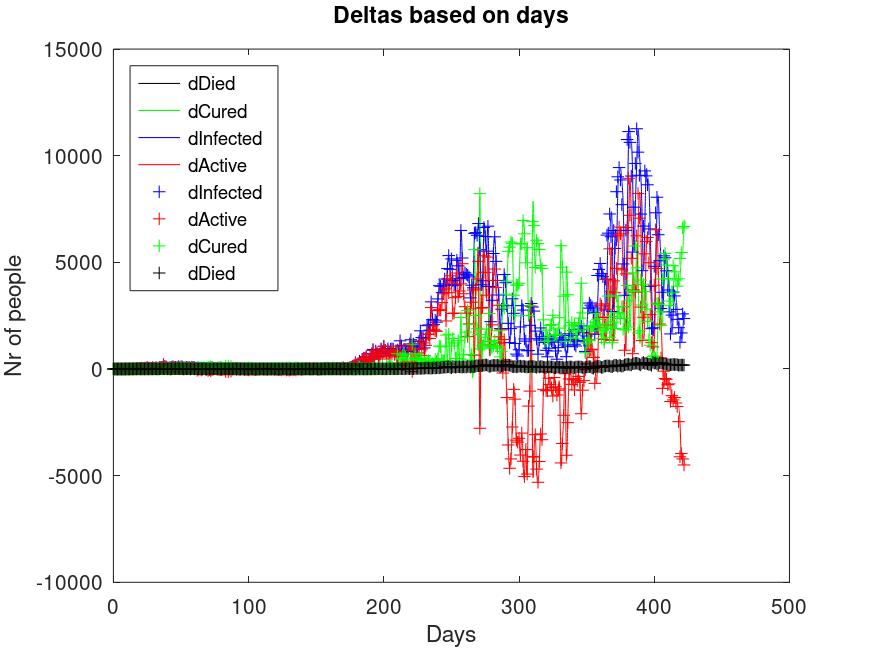 Deltas based on days
15000
10000
5000
0
-5000
-10000
Nr of people
dDied
dCured
dInfected
dActive
dInfected
dActive
dCured
dDied
0 100 200 300 400 500
Days